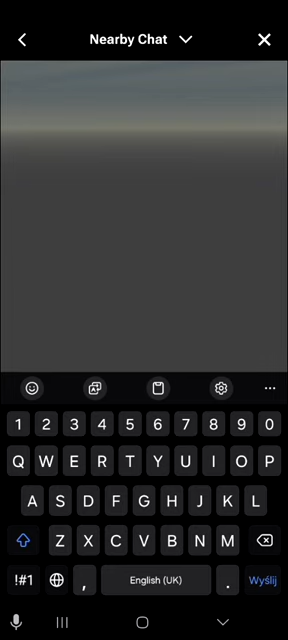 Nearby Chat
1 2 3 4 5 6 7 8 9 0
Q W E R T Y U I O P
A S D F G H J K L
Z X C V B N M
!#1 , English (UK) . Wyślij